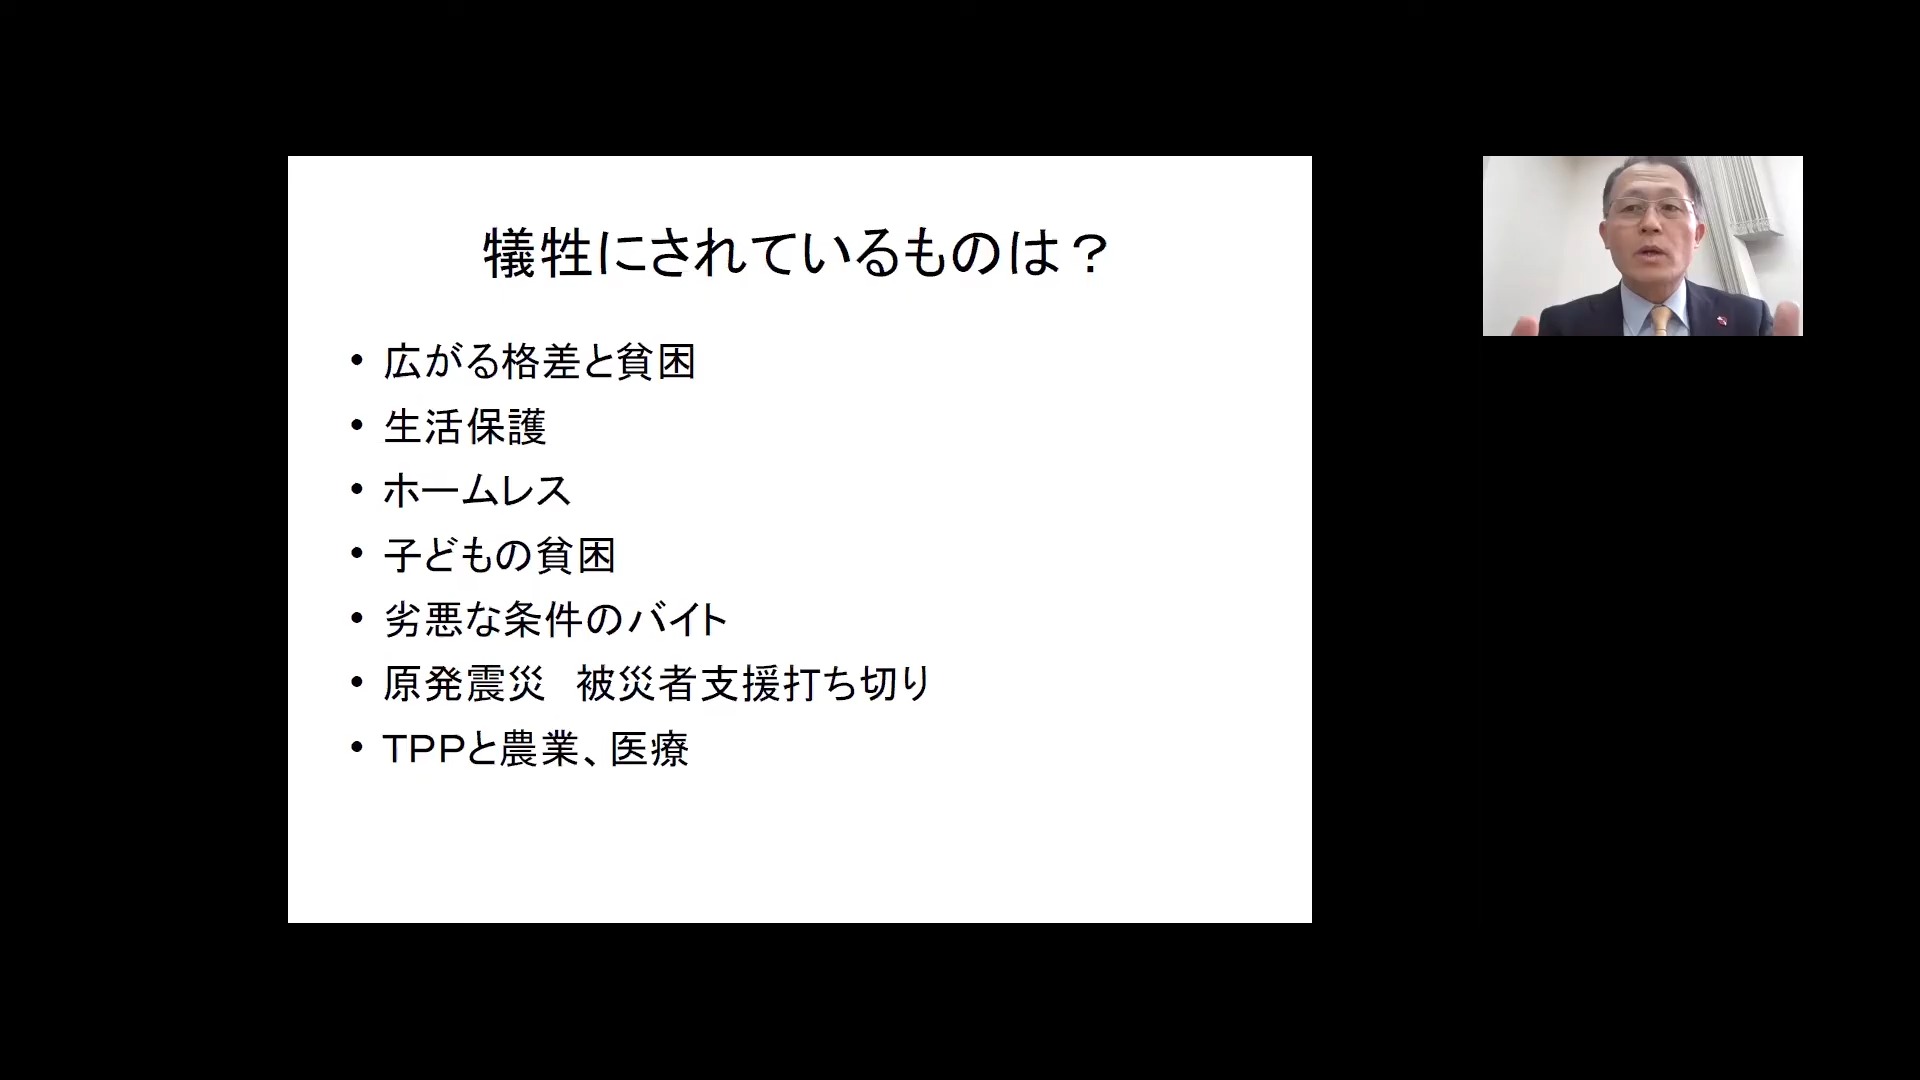 犠牲にされているものは？
• 広がる格差と貧困
• 生活保護
• ホームレス
• 子どもの貧困
• 劣悪な条件のバイト
• 原発震災　被災者支援打ち切り
• TPPと農業、医療